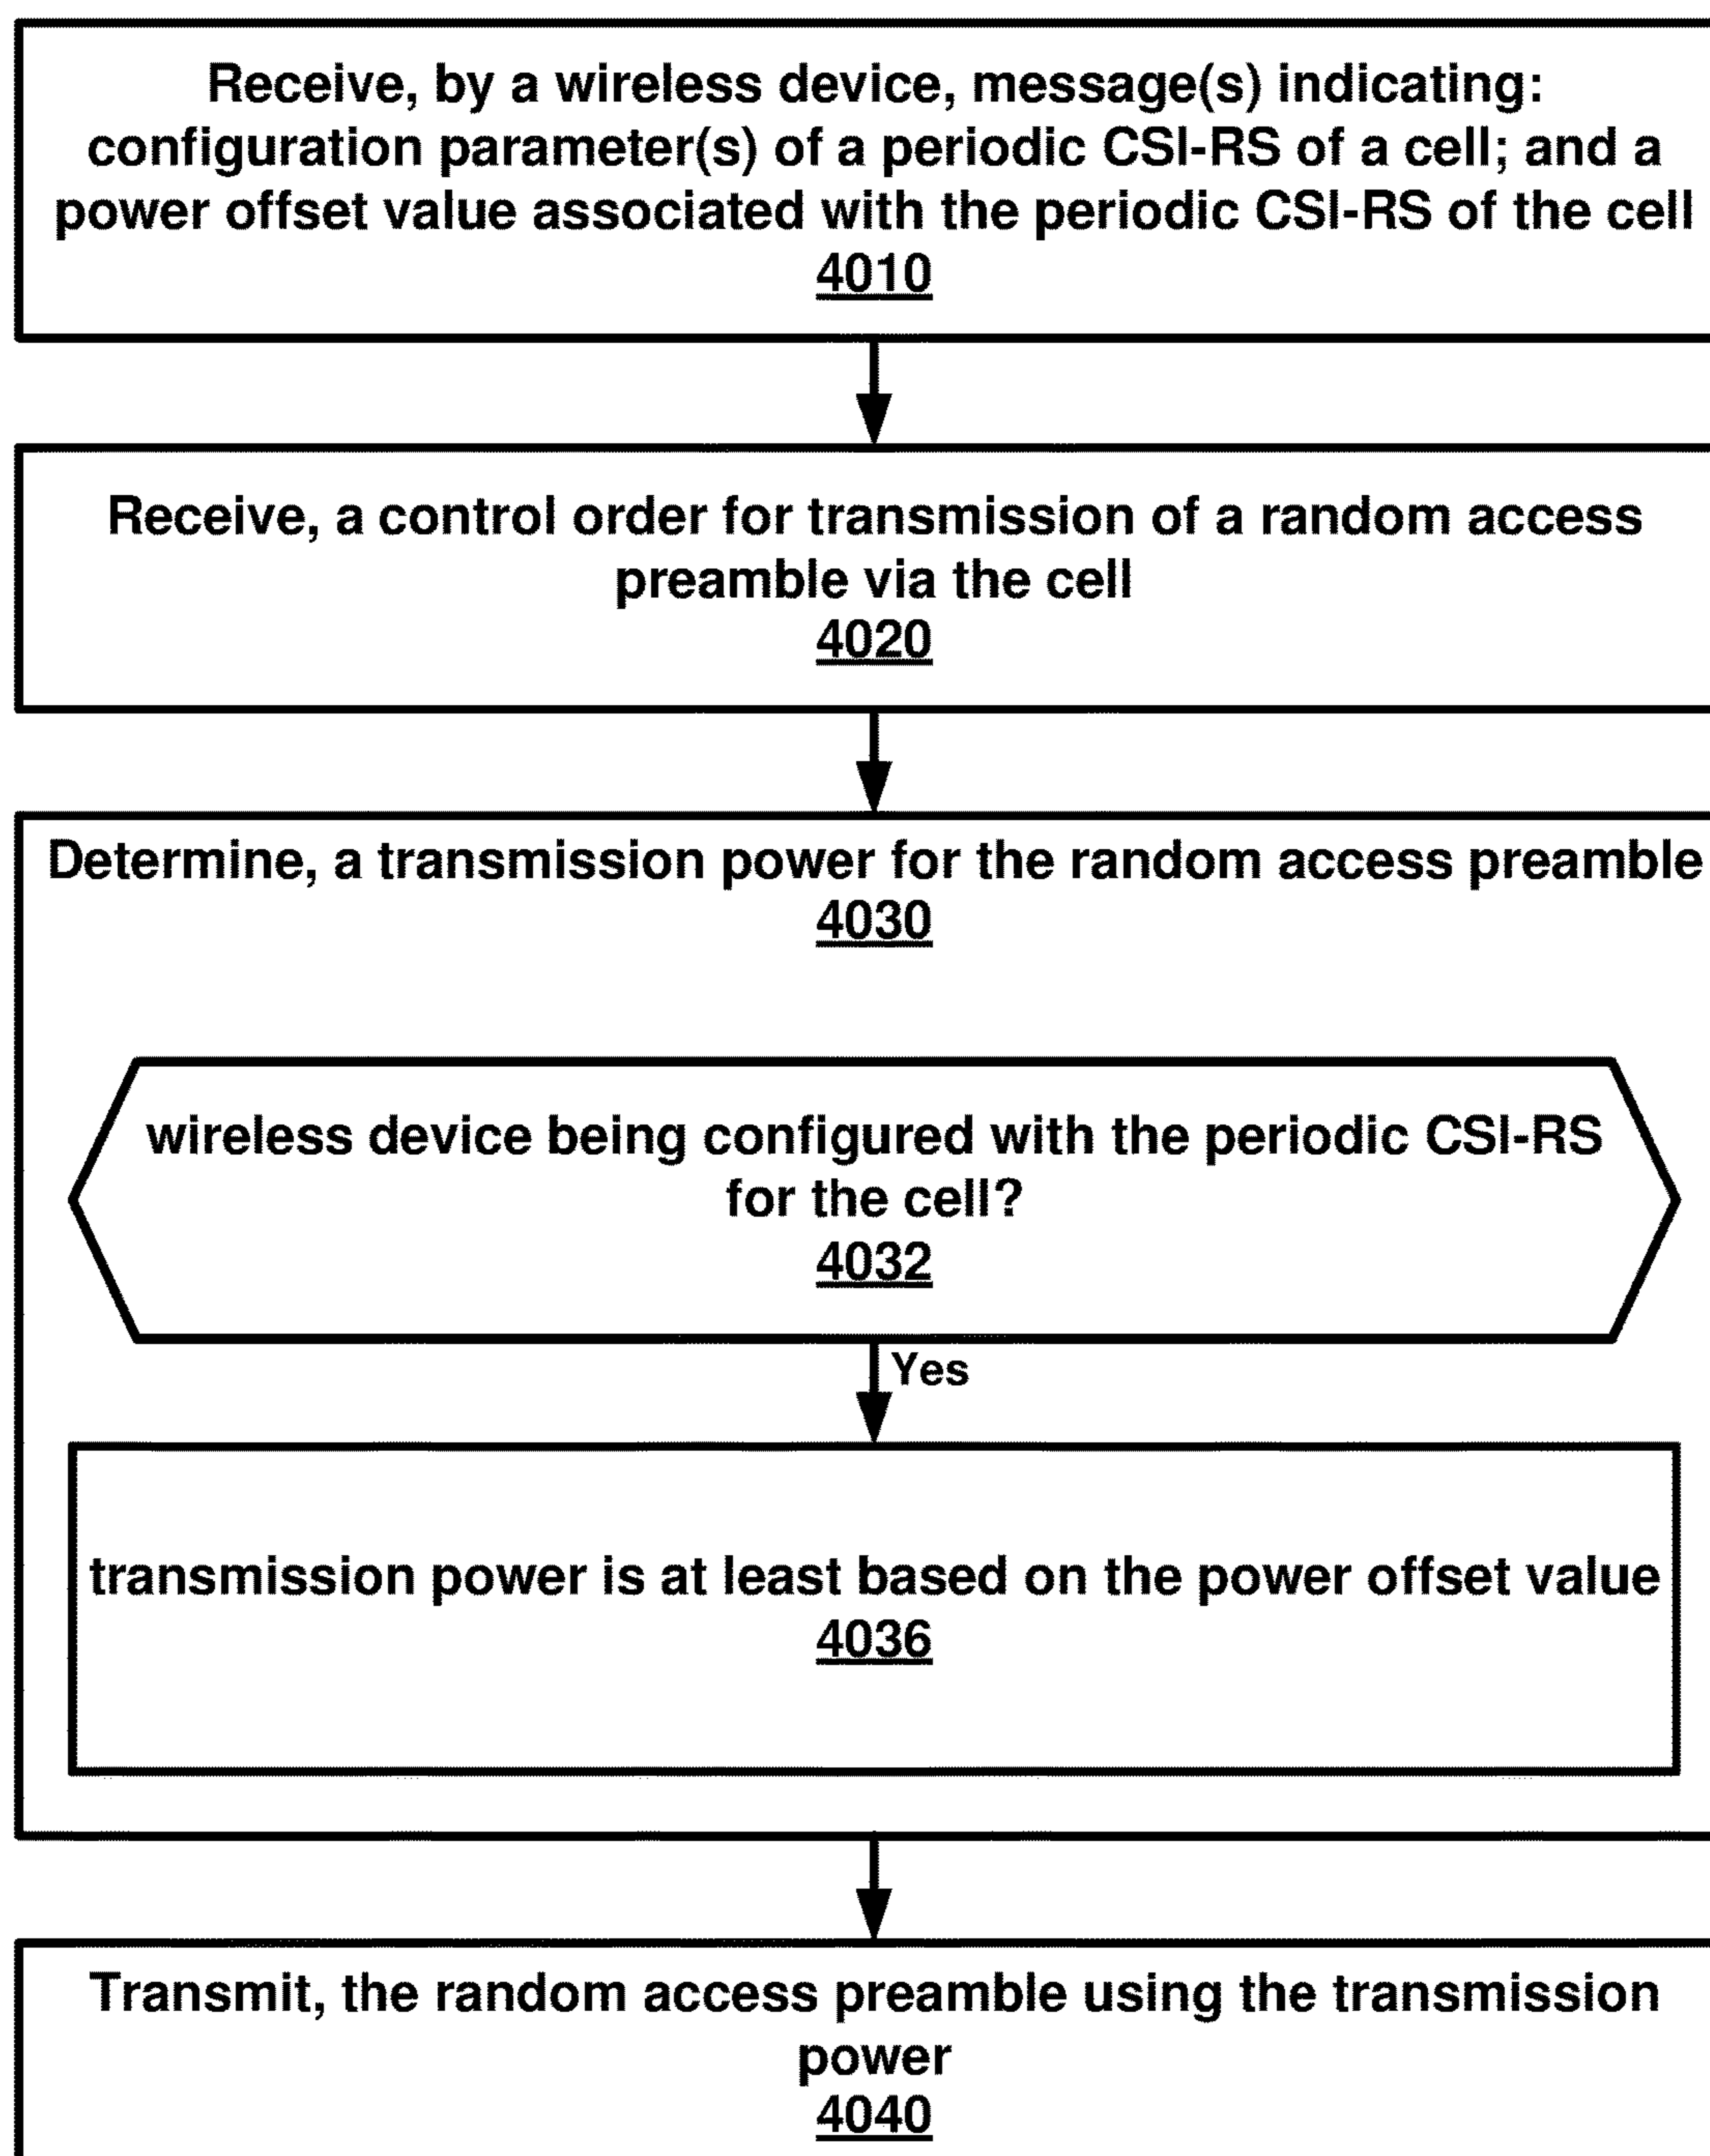 Receive, by a wireless device, message(s) indicating:
configuration parameter(s) of a periodic CSI-RS of a cell; and a
power offset value associated with the periodic CSI-RS of the cell
4010
Receive, a control order for transmission of a random access
preamble via the cell
4020
Determine, a transmission power for the random access preamble
4030
wireless device being configured with the periodic CSI-RS
for the cell?
4032
Yes
transmission power is at least based on the power offset value
4036
Transmit, the random access preamble using the transmission
power
4040